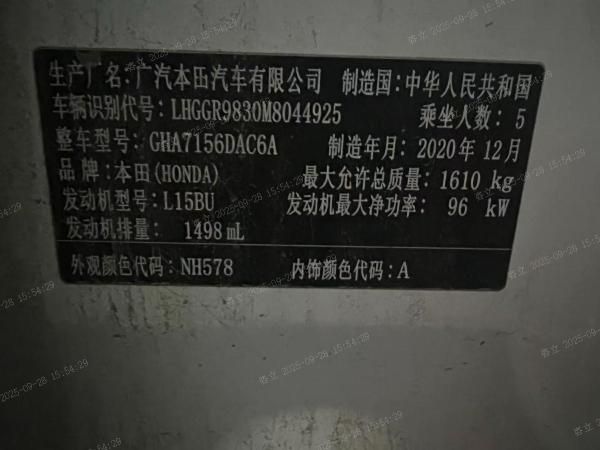 生产厂名：广汽本田汽车有限公司 制造国：中华人民共和国
车辆识别代号：LHGGR9830M8044925 乘坐人数：5
整车型号：GHA7156DAC6A 制造年月：2020年12月
品牌：本田(HONDA) 最大允许总质量：1610 kg
发动机型号：L15BU 发动机最大净功率：96 kW
发动机排量：1498 mL
外观颜色代码：NH578 内饰颜色代码：A